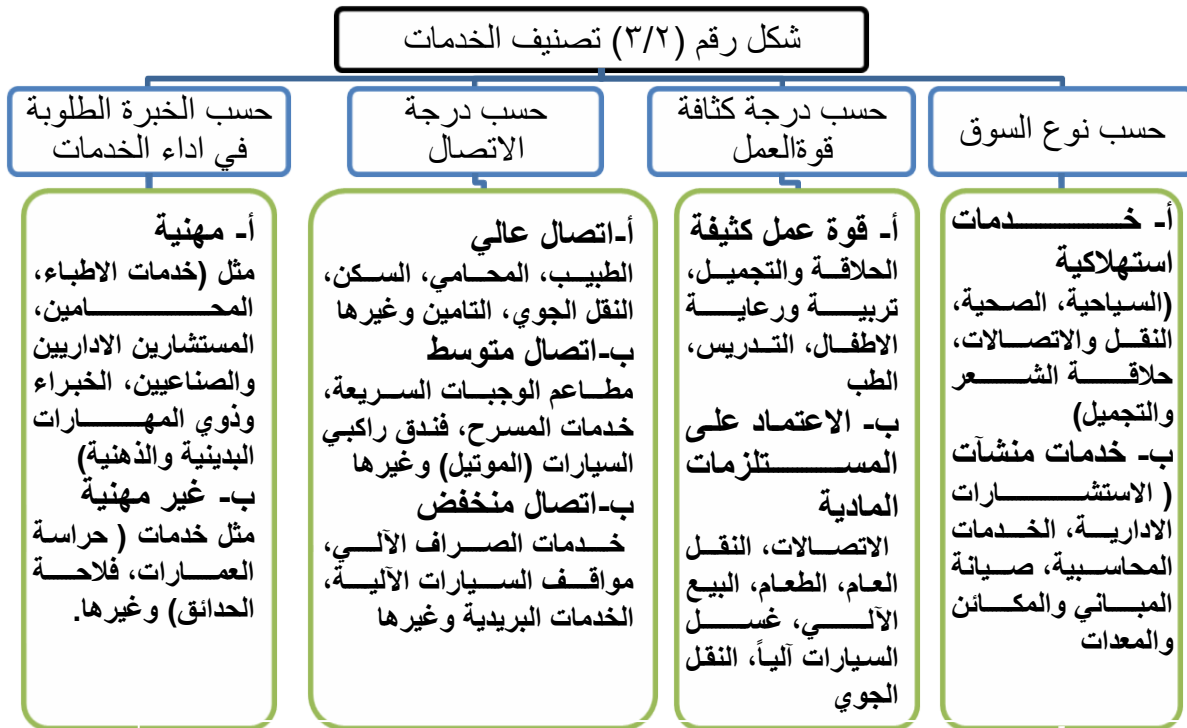 شكل رقم (٣/٢) تصنيف الخدمات
حسب نوع السوق
أ- خدمات
استهلاكية
(السياحية، الصحية،
النقل والاتصالات،
حلاقة الشعر
والتجميل)
ب- خدمات منشآت
( الاستشارات
الادارية، الخدمات
المحاسبية، صيانة
المباني والمكائن
والمعدات
حسب درجة كثافة
قوةالعمل
أ- قوة عمل كثيفة
الحلاقة والتجميل،
تربية ورعاية
الاطفال، التدريس،
الطب
ب- الاعتماد على
المستلزمات
المادية
الاتصالات، النقل
العام، الطعام، البيع
الآلي، غسل
السيارات آلياً، النقل
الجوي
حسب درجة
الاتصال
أ-اتصال عالي
الطبيب، المحامي، السكن،
النقل الجوي، التامين وغيرها
ب-اتصال متوسط
مطاعم الوجبات السريعة،
خدمات المسرح، فندق راكبي
السيارات (الموتيل) وغيرها
ب-اتصال منخفض
خدمات الصراف الآلي،
مواقف السيارات الآلية،
الخدمات البريدية وغيرها
حسب الخبرة الطلوبة
في اداء الخدمات
أ- مهنية
مثل (خدمات الاطباء،
المحامين،
المستشارين الاداريين
والصناعيين، الخبراء
وذوي المهارات
البدينية والذهنية)
ب- غير مهنية
مثل خدمات ( حراسة
العمارات، فلاحة
الحدائق) وغيرها.